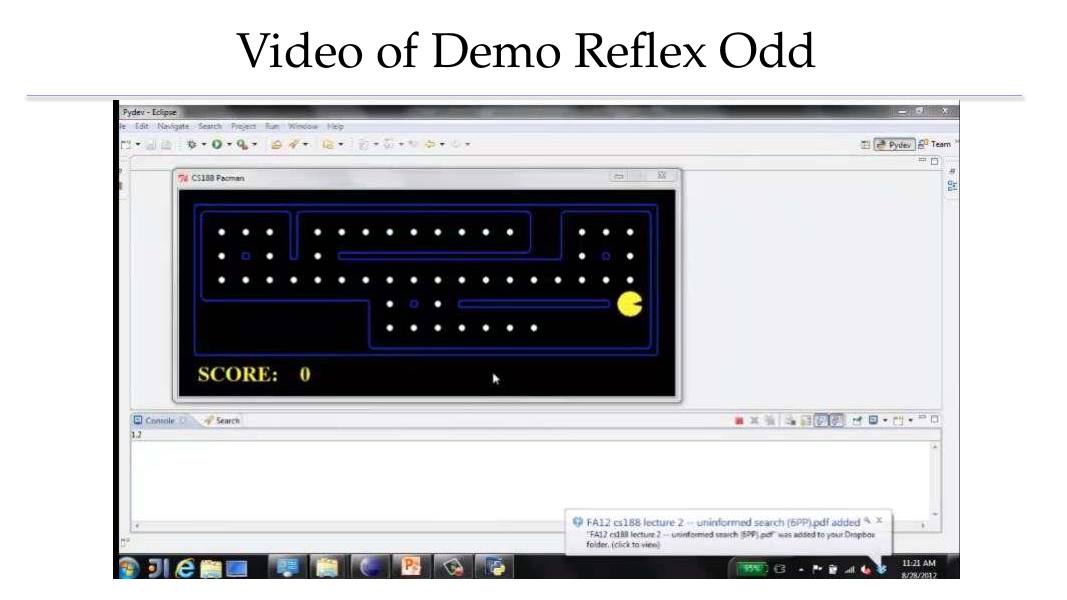 Video of Demo Reflex Odd
Pydev - Eclipse
Edit Navigate Search Project Run Window Help
Pydev Team
CS188 Pacman
SCORE: 0
Console Search
1.2
FA12 cs188 lecture 2 -- uninformed search (6PP).pdf added
"FA12 cs188 lecture 2 -- uninformed search (6PP).pdf" was added to your Dropbox
folder. (click to view)
95%
11:21 AM
8/28/2012